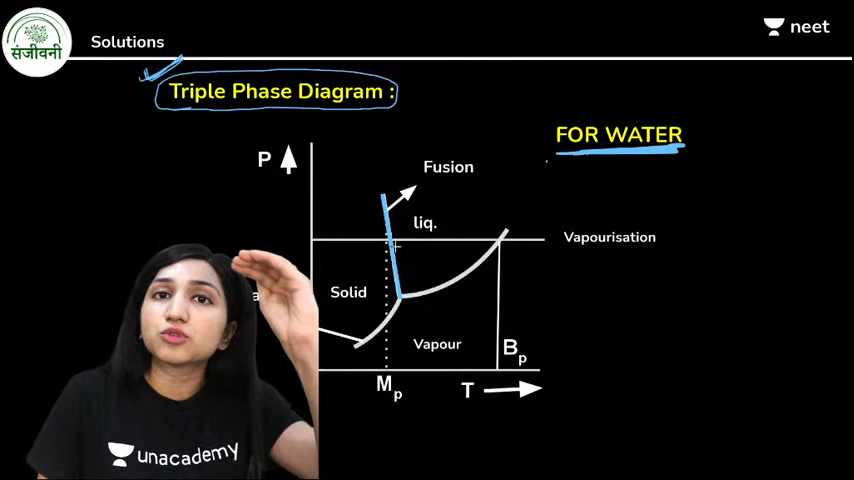 संजीवनी
Solutions
neet
Triple Phase Diagram :
FOR WATER
P
Fusion
liq.
Vapourisation
Solid
Vapour
Bp
Mp
T
unacademy